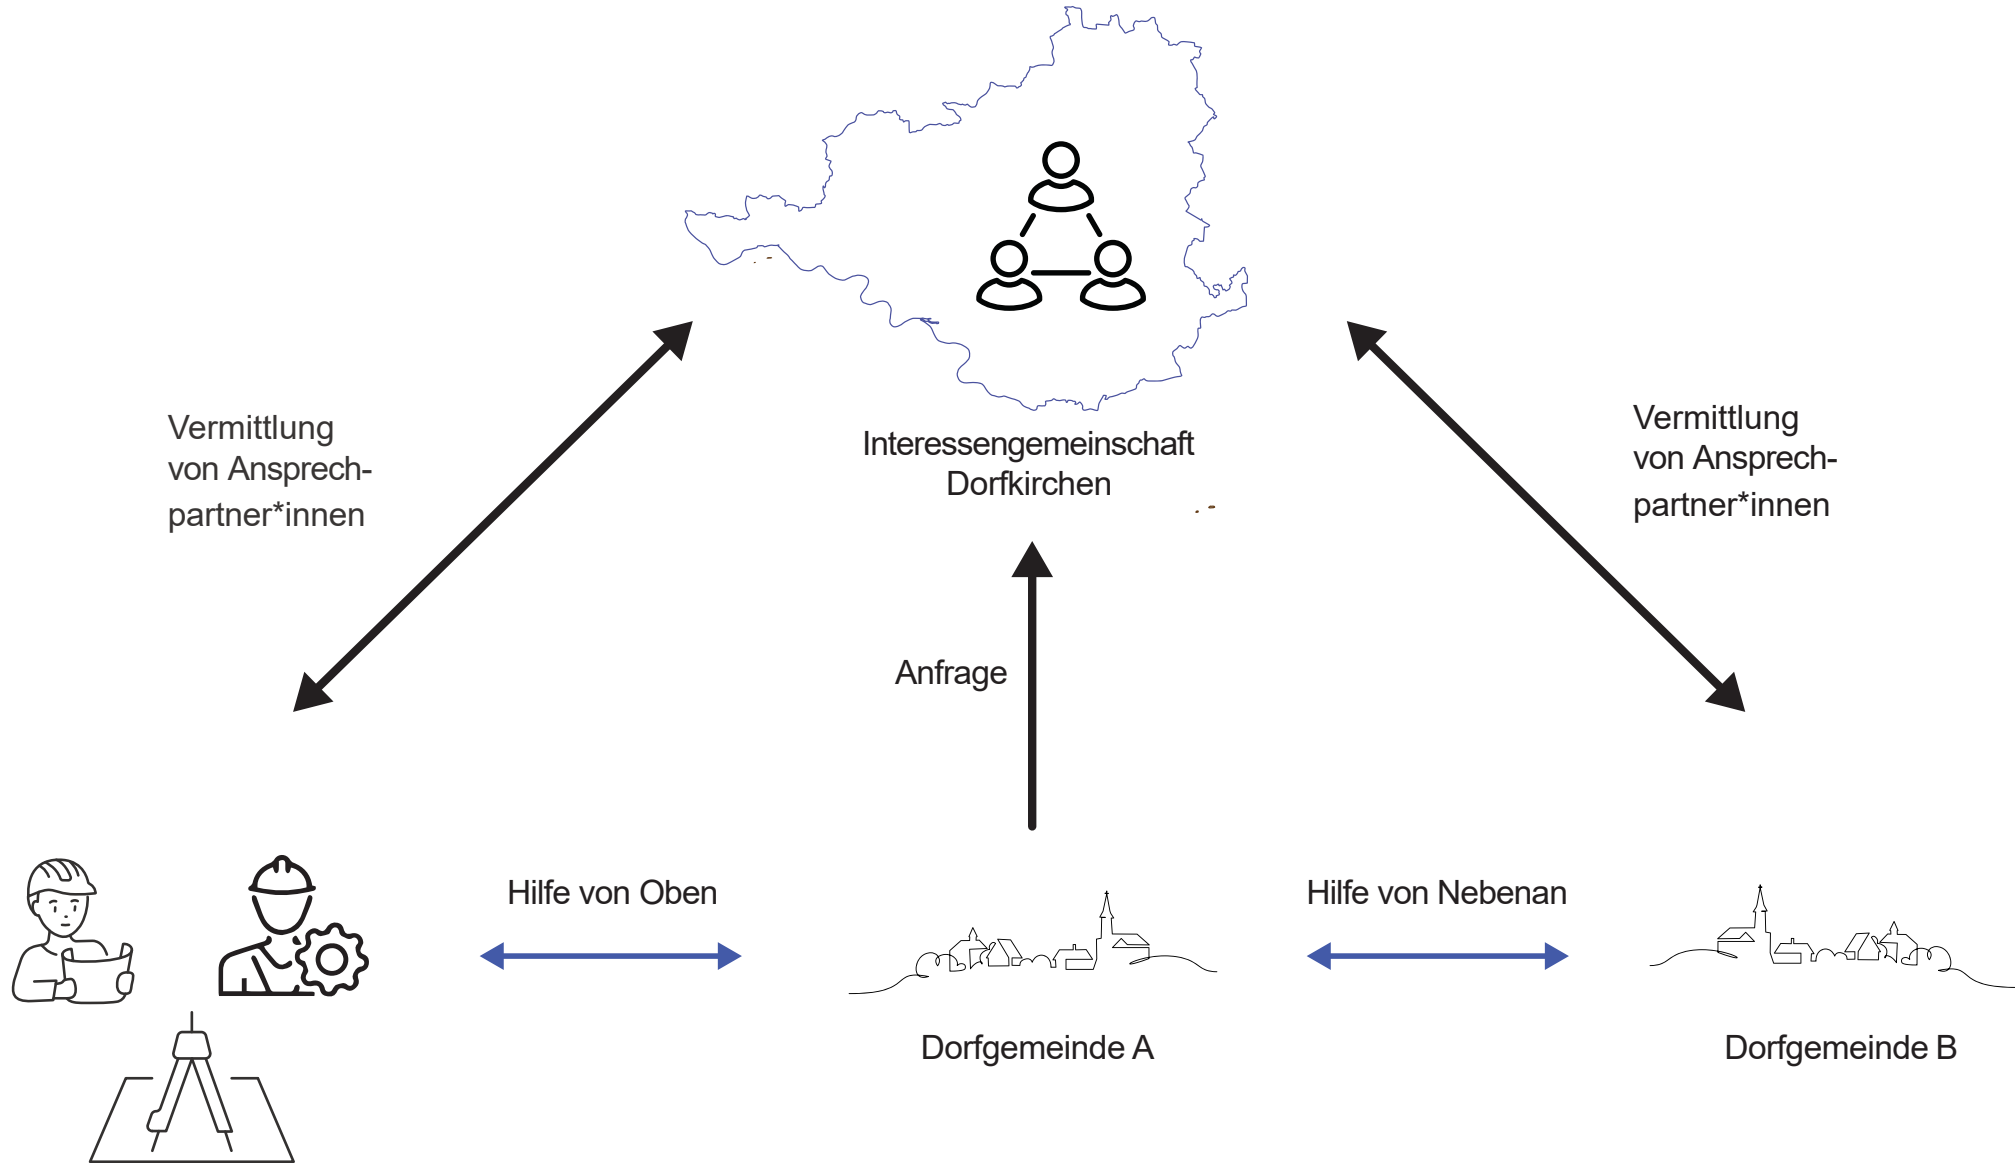 Interessengemeinschaft
Dorfkirchen
Vermittlung
von Ansprech-
partner*innen
Vermittlung
von Ansprech-
partner*innen
Anfrage
Hilfe von Oben
Hilfe von Nebenan
Dorfgemeinde A
Dorfgemeinde B